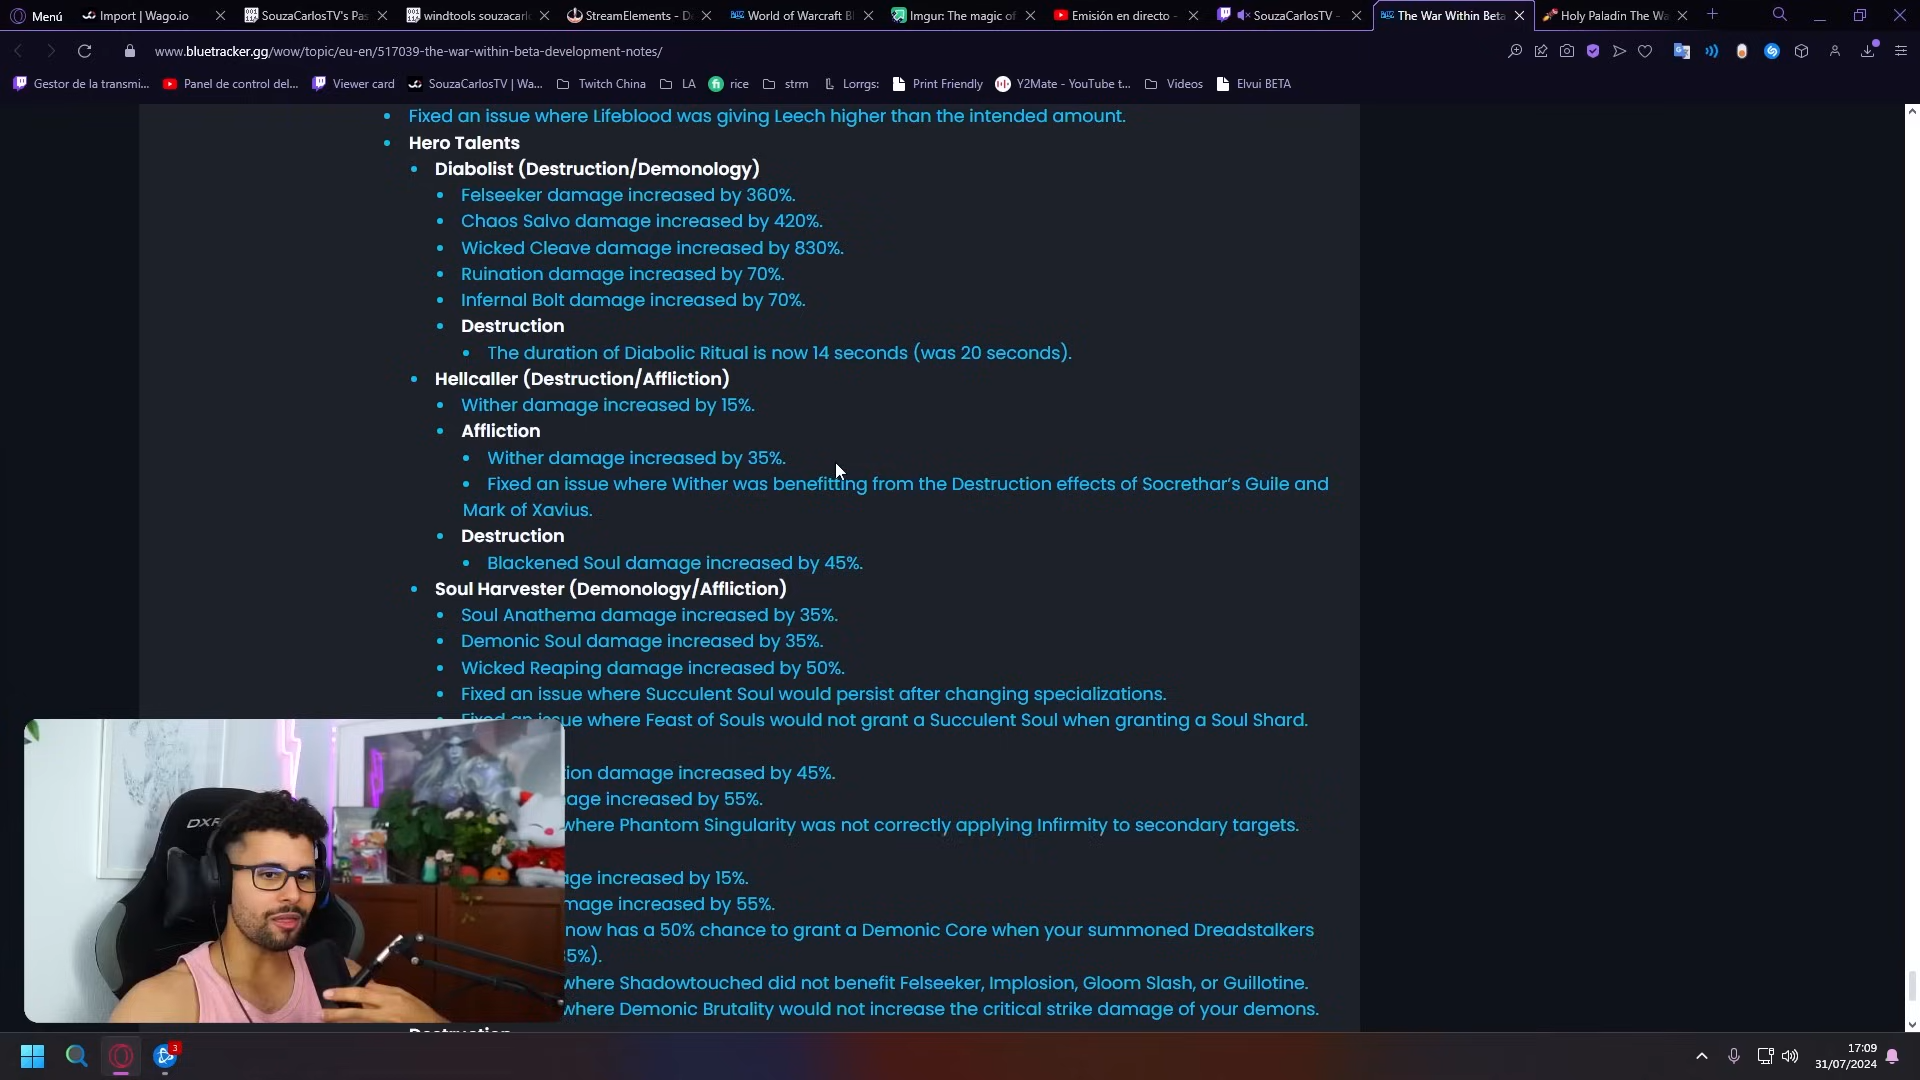 Menú
Import | Wago.io
SouzaCarlosTV's Pas
windtools souzacarl
StreamElements - D
World of Warcraft B
Imgur: The magic of
Emisión en directo -
SouzaCarlosTV -
The War Within Beta
Holy Paladin The Wa
www.bluetracker.gg/wow/topic/eu-en/517039-the-war-within-beta-development-notes/
Gestor de la transmi...
Panel de control del...
Viewer card
SouzaCarlosTV | Wa...
Twitch China
LA
rice
strm
Lorrgs:
Print Friendly
Y2Mate - YouTube t...
Videos
Elvui BETA
Fixed an issue where Lifeblood was giving Leech higher than the intended amount.
Hero Talents
Diabolist (Destruction/Demonology)
Felseeker damage increased by 360%.
Chaos Salvo damage increased by 420%.
Wicked Cleave damage increased by 830%.
Ruination damage increased by 70%.
Infernal Bolt damage increased by 70%.
Destruction
The duration of Diabolic Ritual is now 14 seconds (was 20 seconds).
Hellcaller (Destruction/Affliction)
Wither damage increased by 15%.
Affliction
Wither damage increased by 35%.
Fixed an issue where Wither was benefitting from the Destruction effects of Socrethar's Guile and
Mark of Xavius.
Destruction
Blackened Soul damage increased by 45%.
Soul Harvester (Demonology/Affliction)
Soul Anathema damage increased by 35%.
Demonic Soul damage increased by 35%.
Wicked Reaping damage increased by 50%.
Fixed an issue where Succulent Soul would persist after changing specializations.
Fixed an issue where Feast of Souls would not grant a Succulent Soul when granting a Soul Shard.
tion damage increased by 45%.
mage increased by 55%.
where Phantom Singularity was not correctly applying Infirmity to secondary targets.
age increased by 15%.
mage increased by 55%.
now has a 50% chance to grant a Demonic Core when your summoned Dreadstalkers
35%).
where Shadowtouched did not benefit Felseeker, Implosion, Gloom Slash, or Guillotine.
where Demonic Brutality would not increase the critical strike damage of your demons.
Destruction
DXR
3
17:09
31/07/2024